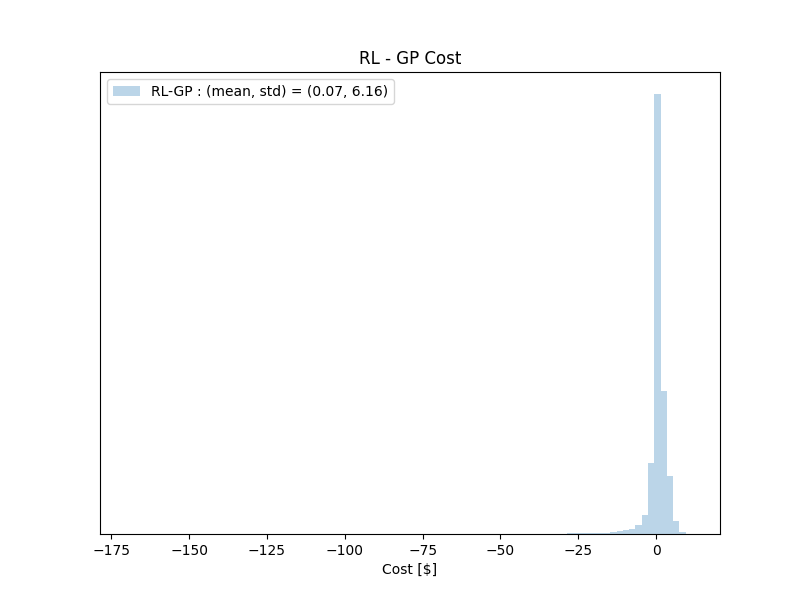 RL - GP Cost
RL-GP : (mean, std) = (0.07, 6.16)
−175 −150 −125 −100 −75 −50 −25 0
Cost [$]